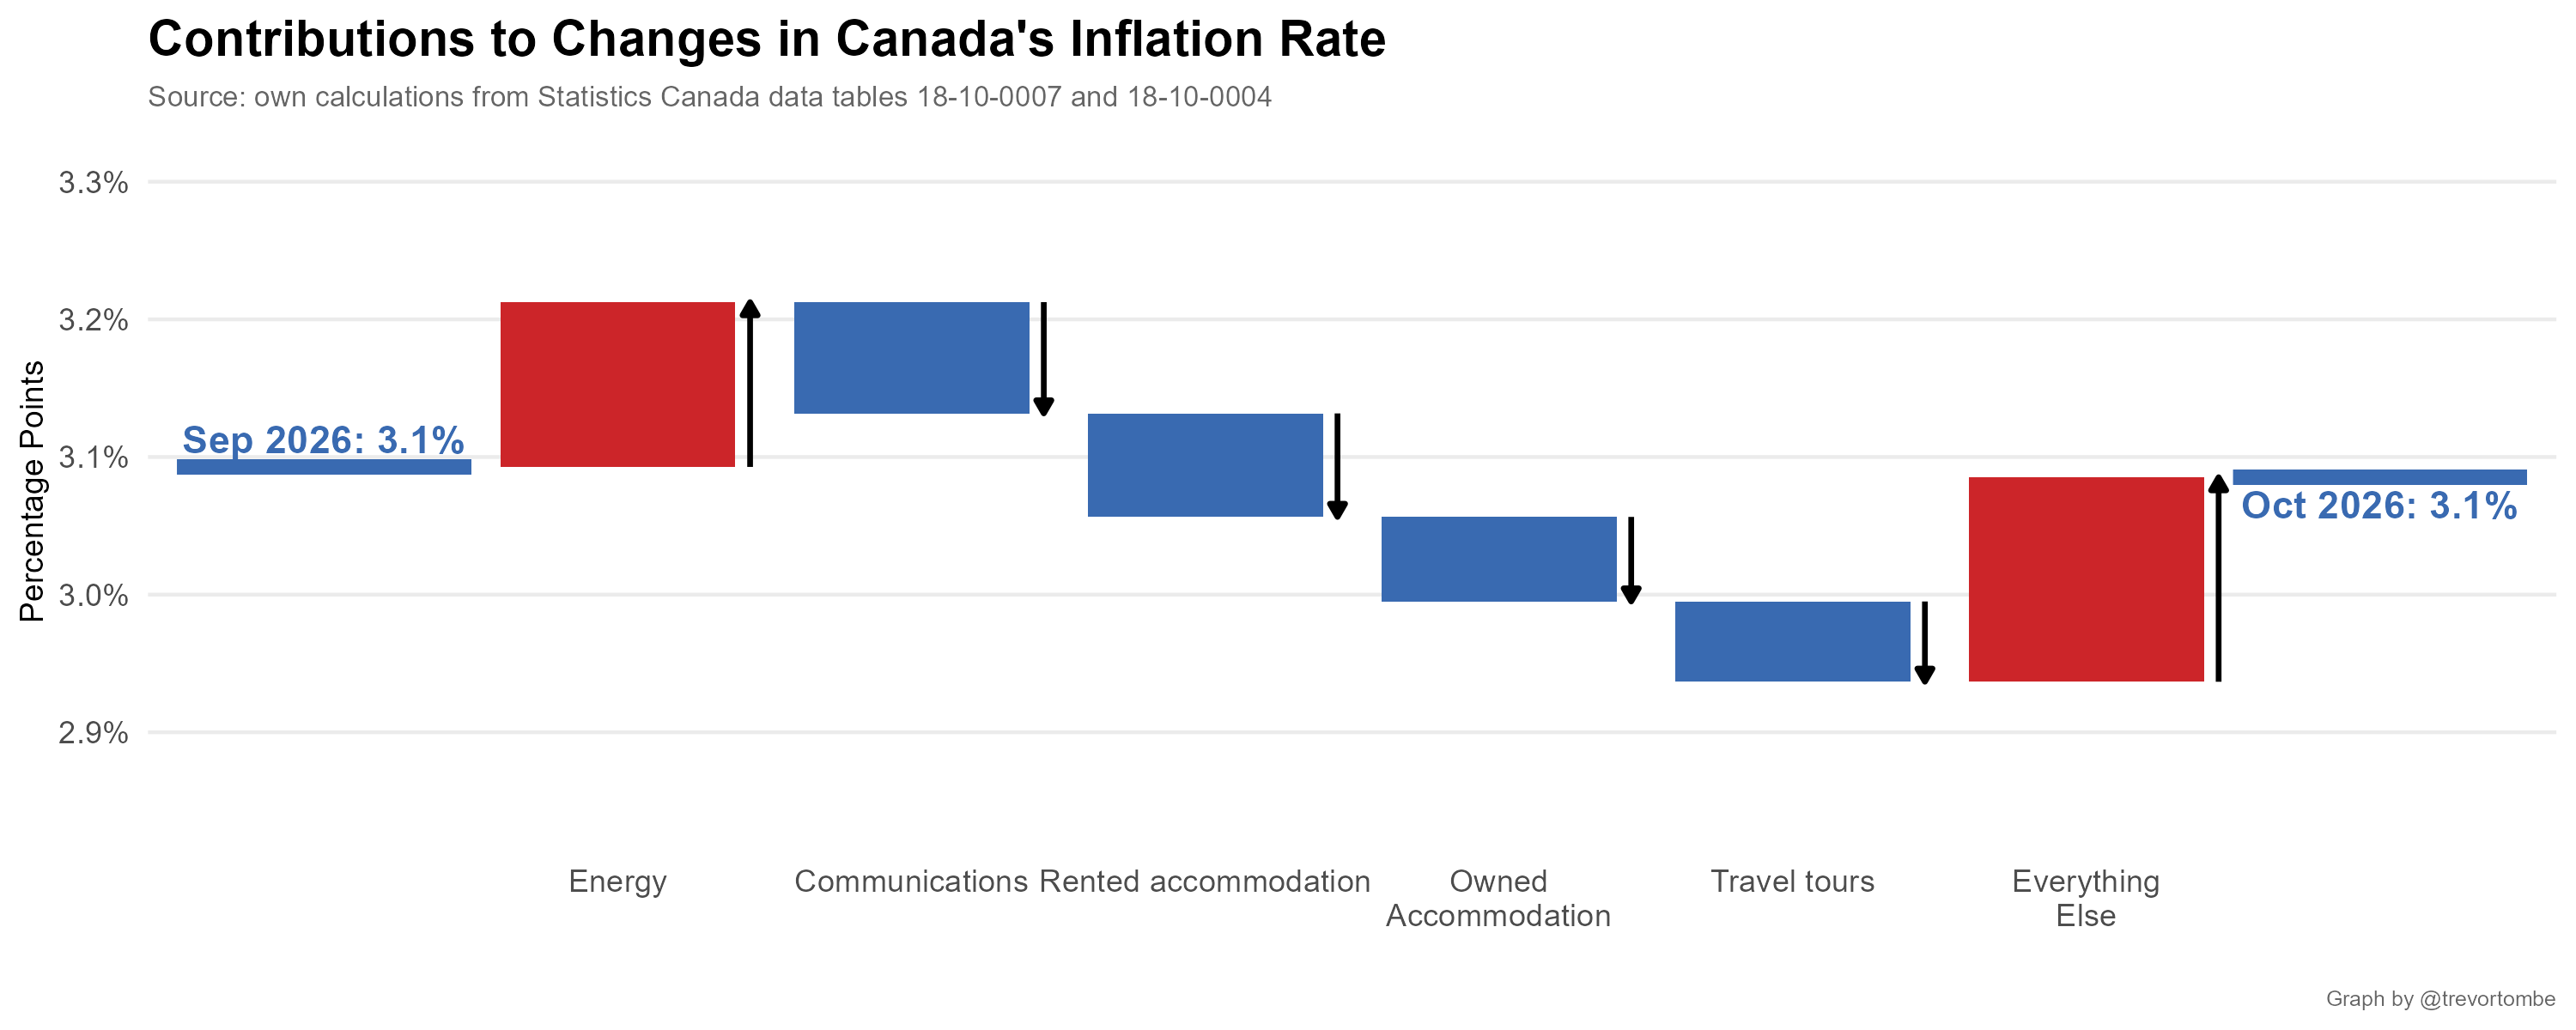 Contributions to Changes in Canada's Inflation Rate
Source: own calculations from Statistics Canada data tables 18-10-0007 and 18-10-0004
Percentage Points
3.3%
3.2%
3.1%
3.0%
2.9%
Sep 2026: 3.1%
Oct 2026: 3.1%
Energy
Communications
Rented accommodation
Owned
Accommodation
Travel tours
Everything
Else
Graph by @trevortombe